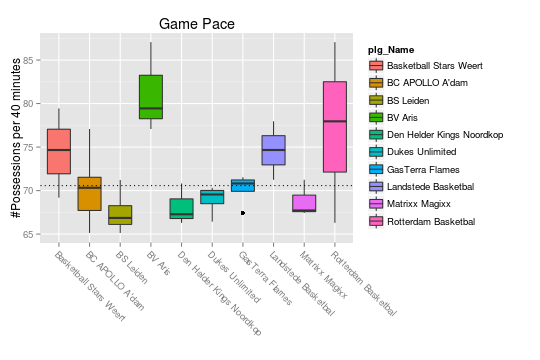 Game Pace
#Possessions per 40 minutes
85
80
75
70
65
Basketball Stars Weert
BC APOLLO A'dam
BS Leiden
BV Aris
Den Helder Kings Noordkop
Dukes Unlimited
GasTerra Flames
Landstede Basketbal
Matrixx Magixx
Rotterdam Basketbal
plg_Name
Basketball Stars Weert
BC APOLLO A'dam
BS Leiden
BV Aris
Den Helder Kings Noordkop
Dukes Unlimited
GasTerra Flames
Landstede Basketbal
Matrixx Magixx
Rotterdam Basketbal